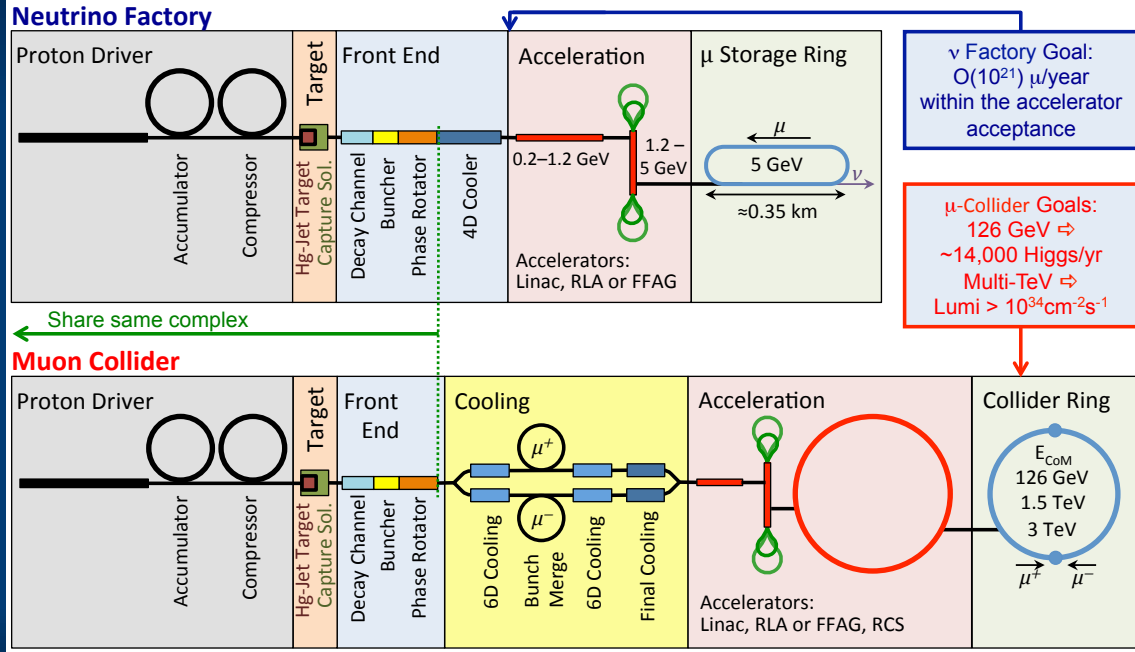 Neutrino Factory
Proton Driver
Accumulator
Compressor
Target
Hg-Jet Target
Capture Sol.
Front End
Decay Channel
Buncher
Phase Rotator
4D Cooler
Acceleration
0.2–1.2 GeV
1.2 –
5 GeV
Accelerators:
Linac, RLA or FFAG
μ Storage Ring
μ
5 GeV
ν
≈0.35 km
ν Factory Goal:
O(10²¹) μ/year
within the accelerator
acceptance
μ-Collider Goals:
126 GeV ⇨
~14,000 Higgs/yr
Multi-TeV ⇨
Lumi > 10³⁴cm⁻²s⁻¹
Share same complex
Muon Collider
Proton Driver
Accumulator
Compressor
Target
Hg-Jet Target
Capture Sol.
Front
End
Decay Channel
Buncher
Phase Rotator
Cooling
μ⁺
μ⁻
6D Cooling
Bunch
Merge
6D Cooling
Final Cooling
Acceleration
Accelerators:
Linac, RLA or FFAG, RCS
Collider Ring
E_CoM
126 GeV
1.5 TeV
3 TeV
μ⁺ μ⁻